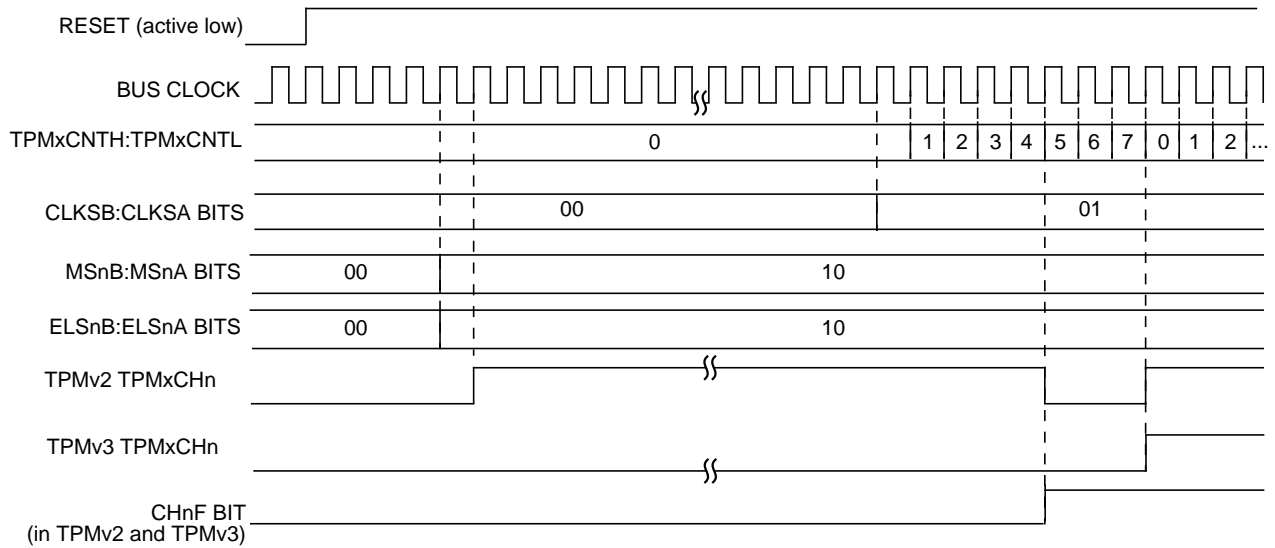 RESET (active low)
BUS CLOCK
TPMxCNTH:TPMxCNTL 0 1 2 3 4 5 6 7 0 1 2 ...
CLKSB:CLKSA BITS 00 01
MSnB:MSnA BITS 00 10
ELSnB:ELSnA BITS 00 10
TPMv2 TPMxCHn
TPMv3 TPMxCHn
CHnF BIT
(in TPMv2 and TPMv3)